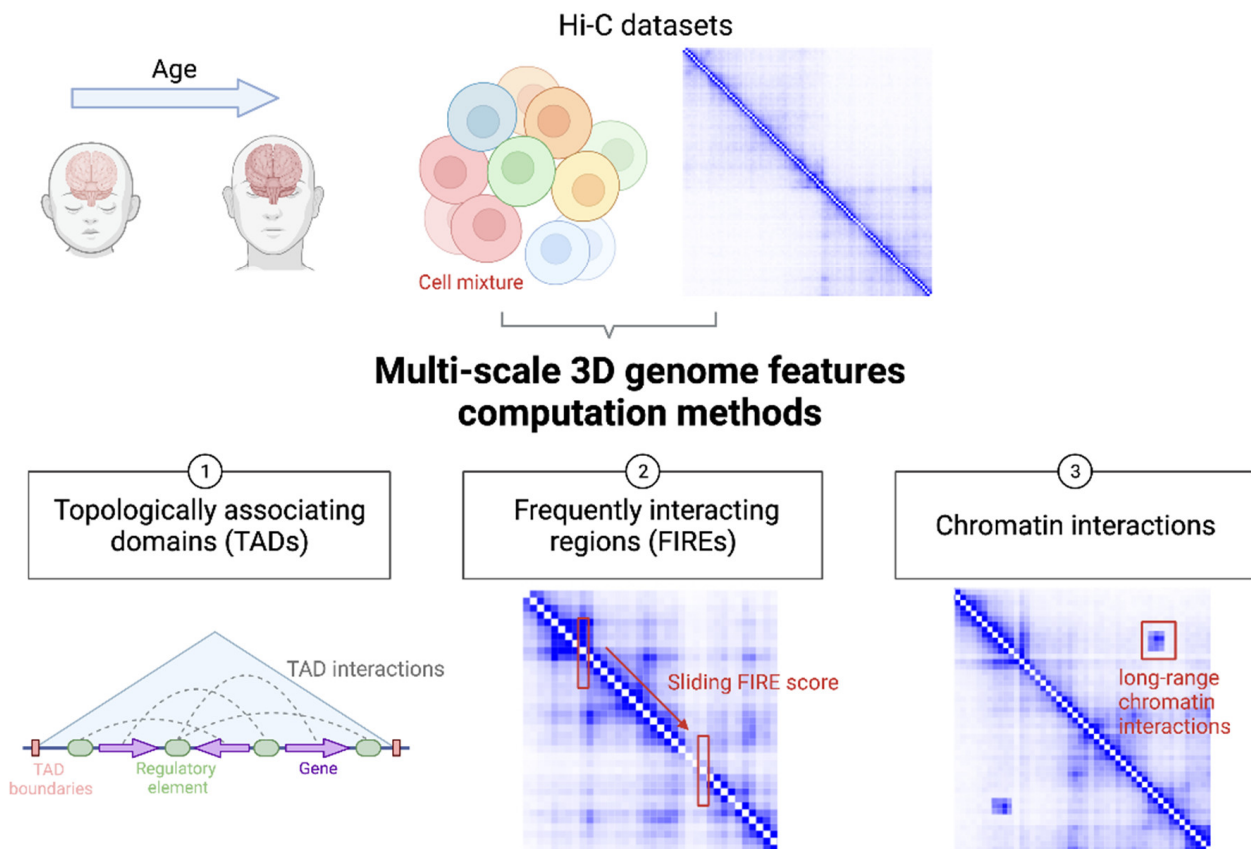 Hi-C datasets
Age
Cell mixture
Multi-scale 3D genome features
computation methods
1
Topologically associating
domains (TADs)
2
Frequently interacting
regions (FIREs)
3
Chromatin interactions
TAD interactions
TAD
boundaries
Regulatory
element
Gene
Sliding FIRE score
long-range
chromatin
interactions